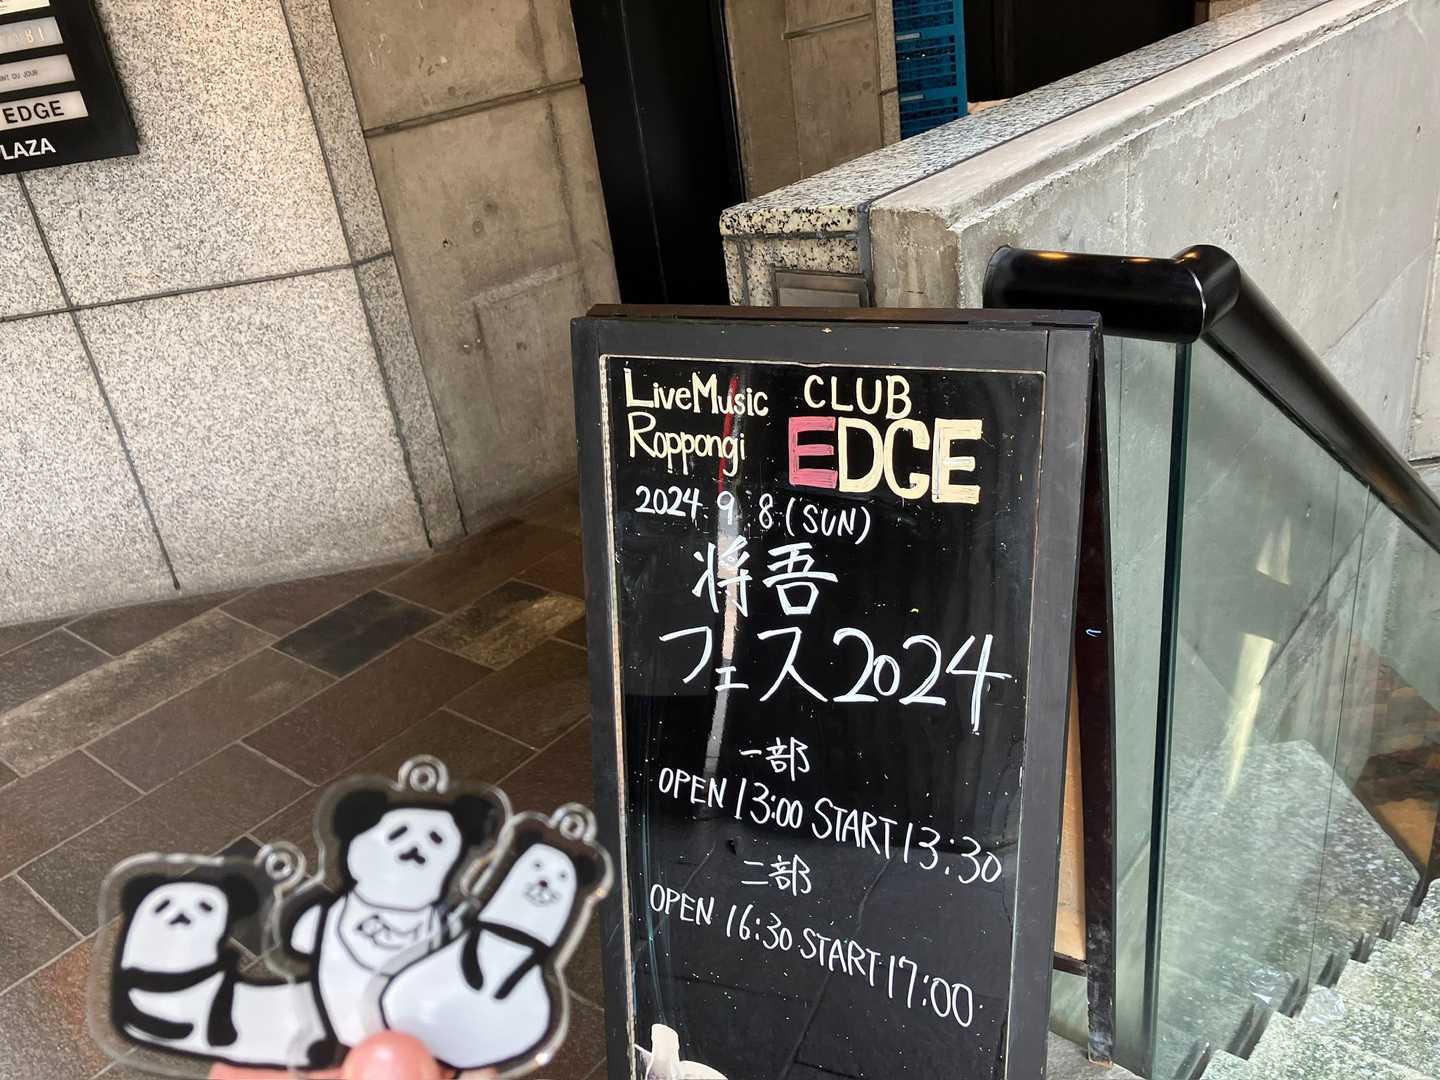 EDGE
LAZA
LiveMusic CLUB
Roppongi EDGE
2024 9 8 (SUN)
将吾
フェス2024
一部
OPEN 13:00 START 13:30
二部
OPEN 16:30 START 17:00